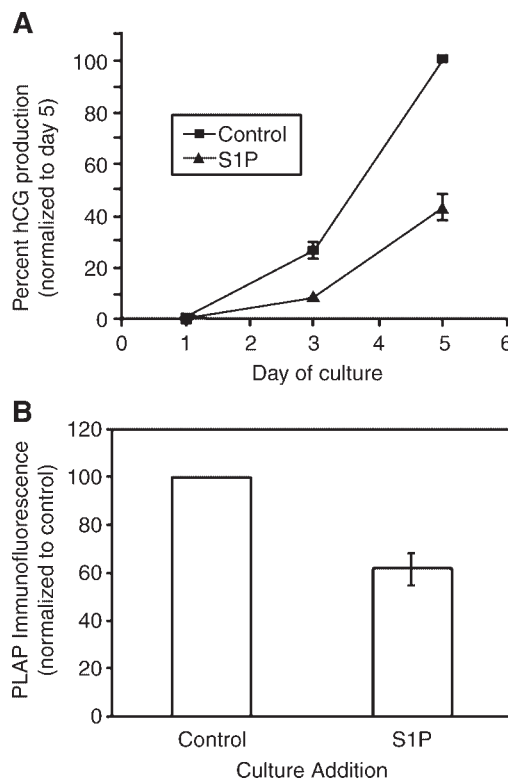 A
Percent hCG production
(normalized to day 5)
100
80
60
40
20
0
Control
S1P
0 1 2 3 4 5 6
Day of culture
B
PLAP Immunofluorescence
(normalized to control)
120
100
80
60
40
20
0
Control S1P
Culture Addition